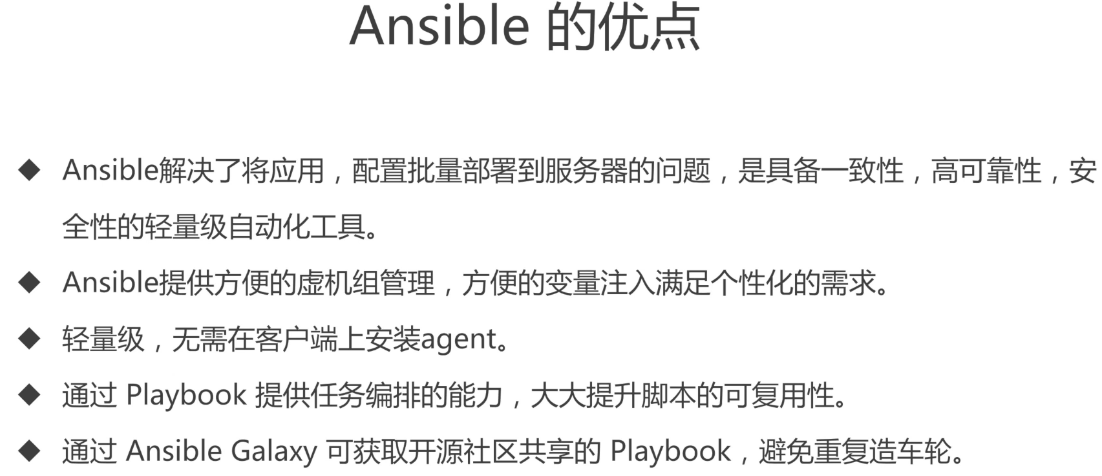 Ansible 的优点
◆ Ansible解决了将应用，配置批量部署到服务器的问题，是具备一致性，高可靠性，安
全性的轻量级自动化工具。
◆ Ansible提供方便的虚机组管理，方便的变量注入满足个性化的需求。
◆ 轻量级，无需在客户端上安装agent。
◆ 通过 Playbook 提供任务编排的能力，大大提升脚本的可复用性。
◆ 通过 Ansible Galaxy 可获取开源社区共享的 Playbook，避免重复造车轮。